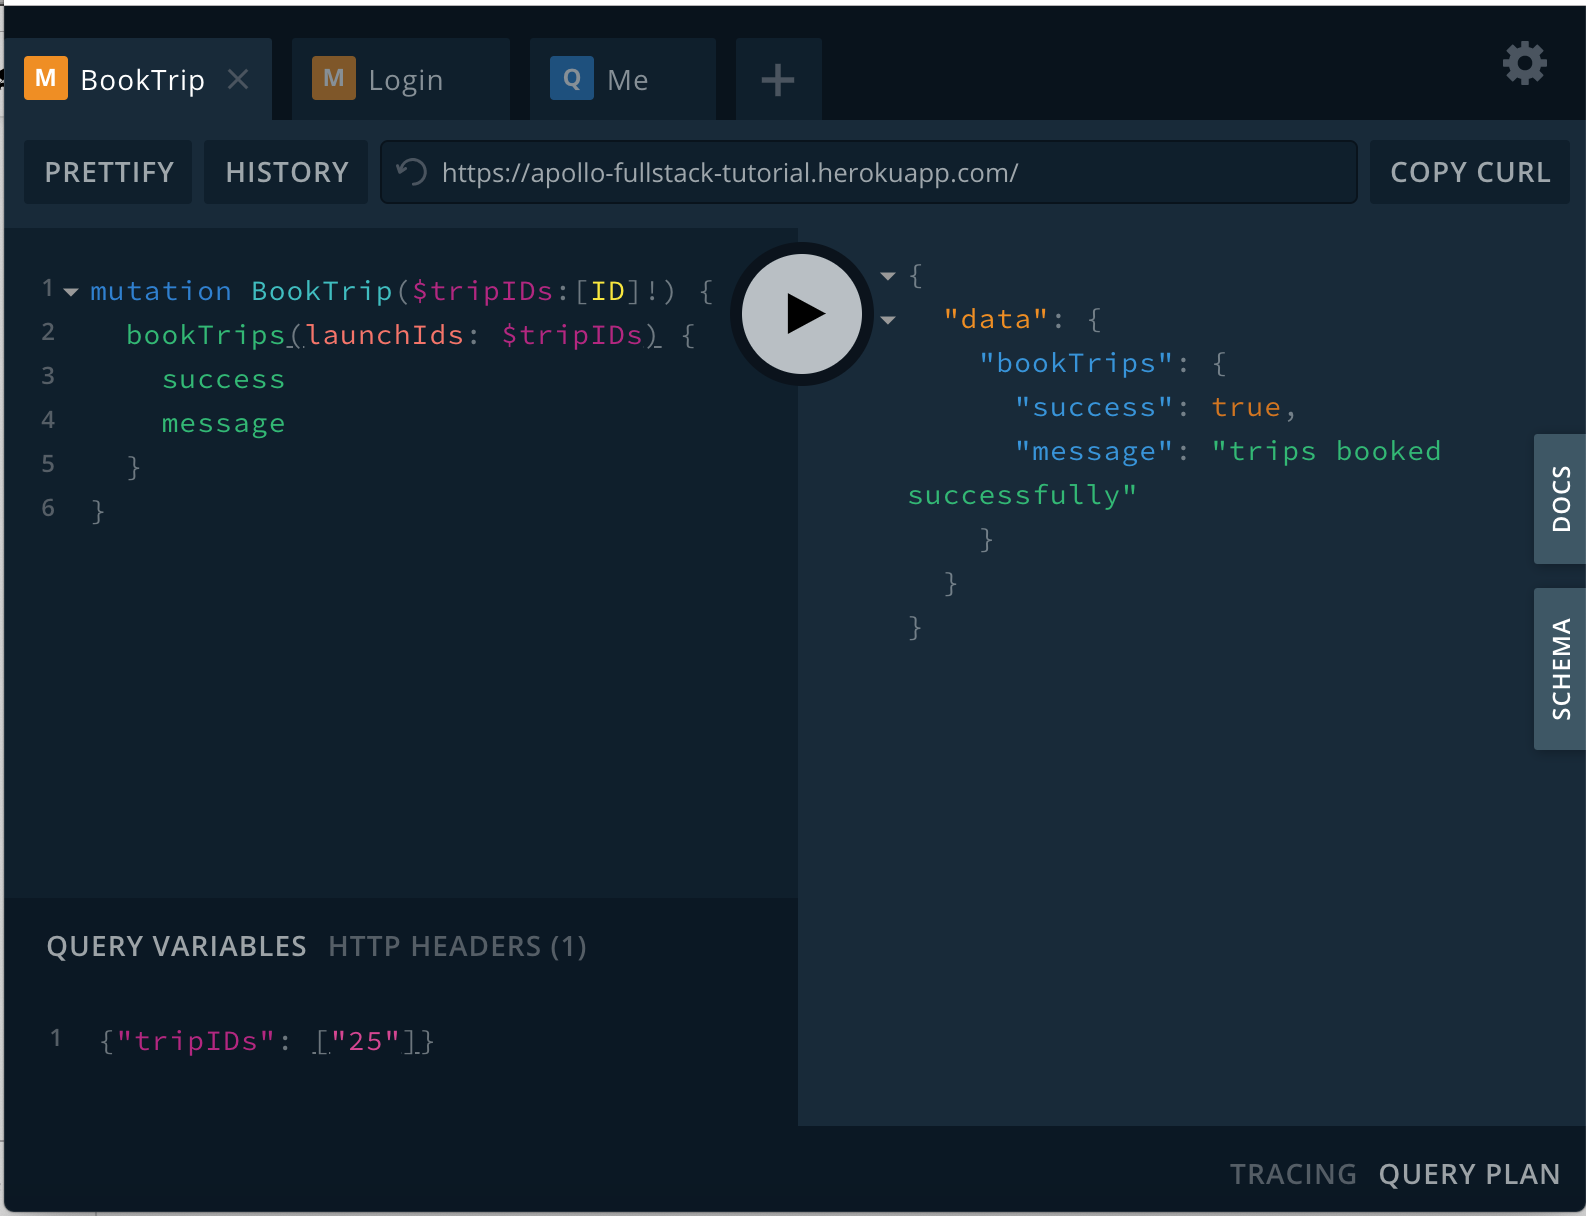 M BookTrip M Login Q Me
PRETTIFY HISTORY https://apollo-fullstack-tutorial.herokuapp.com/ COPY CURL
1 mutation BookTrip($tripIDs:[ID]!) {
2 bookTrips(launchIds: $tripIDs) {
3 success
4 message
5 }
6 }
{
"data": {
"bookTrips": {
"success": true,
"message": "trips booked
successfully"
}
}
}
DOCS
SCHEMA
QUERY VARIABLES HTTP HEADERS (1)
1 {"tripIDs": ["25"]}
TRACING QUERY PLAN